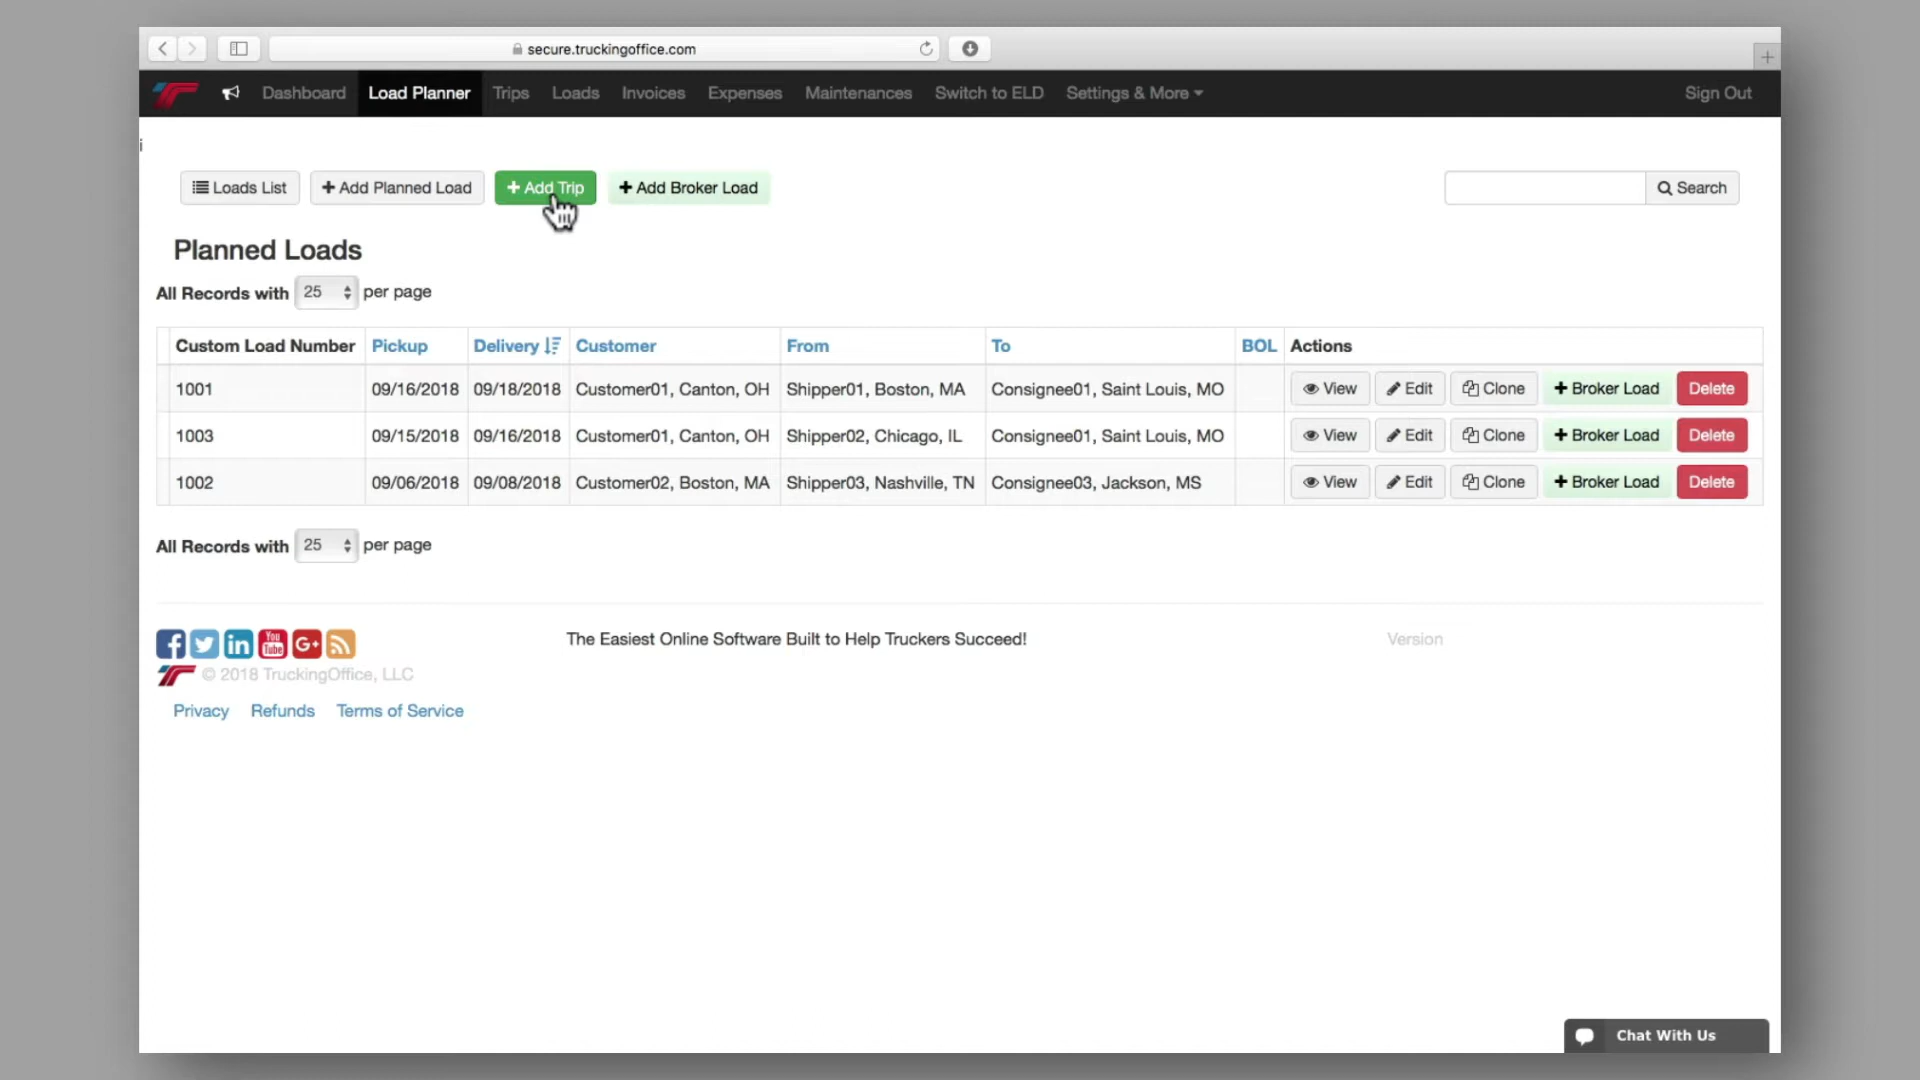 secure.truckingoffice.com
Dashboard Load Planner Trips Loads Invoices Expenses Maintenances Switch to ELD Settings & More Sign Out
i
Loads List + Add Planned Load + Add Trip + Add Broker Load Search
Planned Loads
All Records with 25 per page
Custom Load Number Pickup Delivery Customer From To BOL Actions
1001 09/16/2018 09/18/2018 Customer01, Canton, OH Shipper01, Boston, MA Consignee01, Saint Louis, MO View Edit Clone + Broker Load Delete
1003 09/15/2018 09/16/2018 Customer01, Canton, OH Shipper02, Chicago, IL Consignee01, Saint Louis, MO View Edit Clone + Broker Load Delete
1002 09/06/2018 09/08/2018 Customer02, Boston, MA Shipper03, Nashville, TN Consignee03, Jackson, MS View Edit Clone + Broker Load Delete
All Records with 25 per page
f in You Tube G+ The Easiest Online Software Built to Help Truckers Succeed! Version
© 2018 TruckingOffice, LLC
Privacy Refunds Terms of Service
Chat With Us